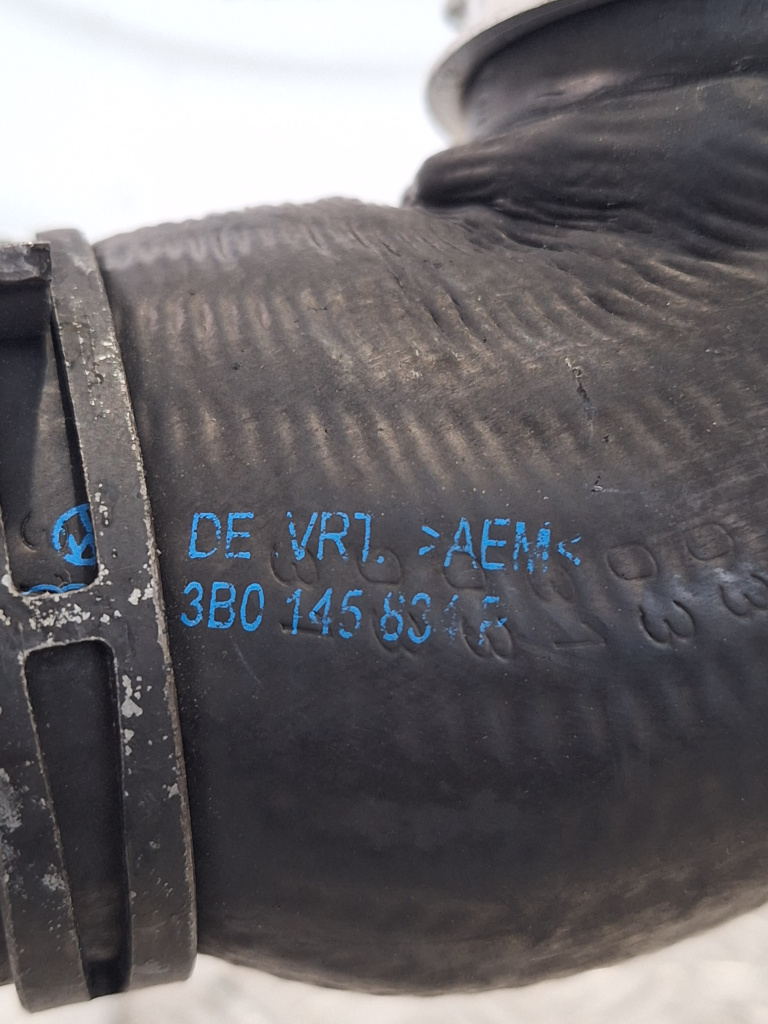 DE VRT. >AEM<
3B0 145 834